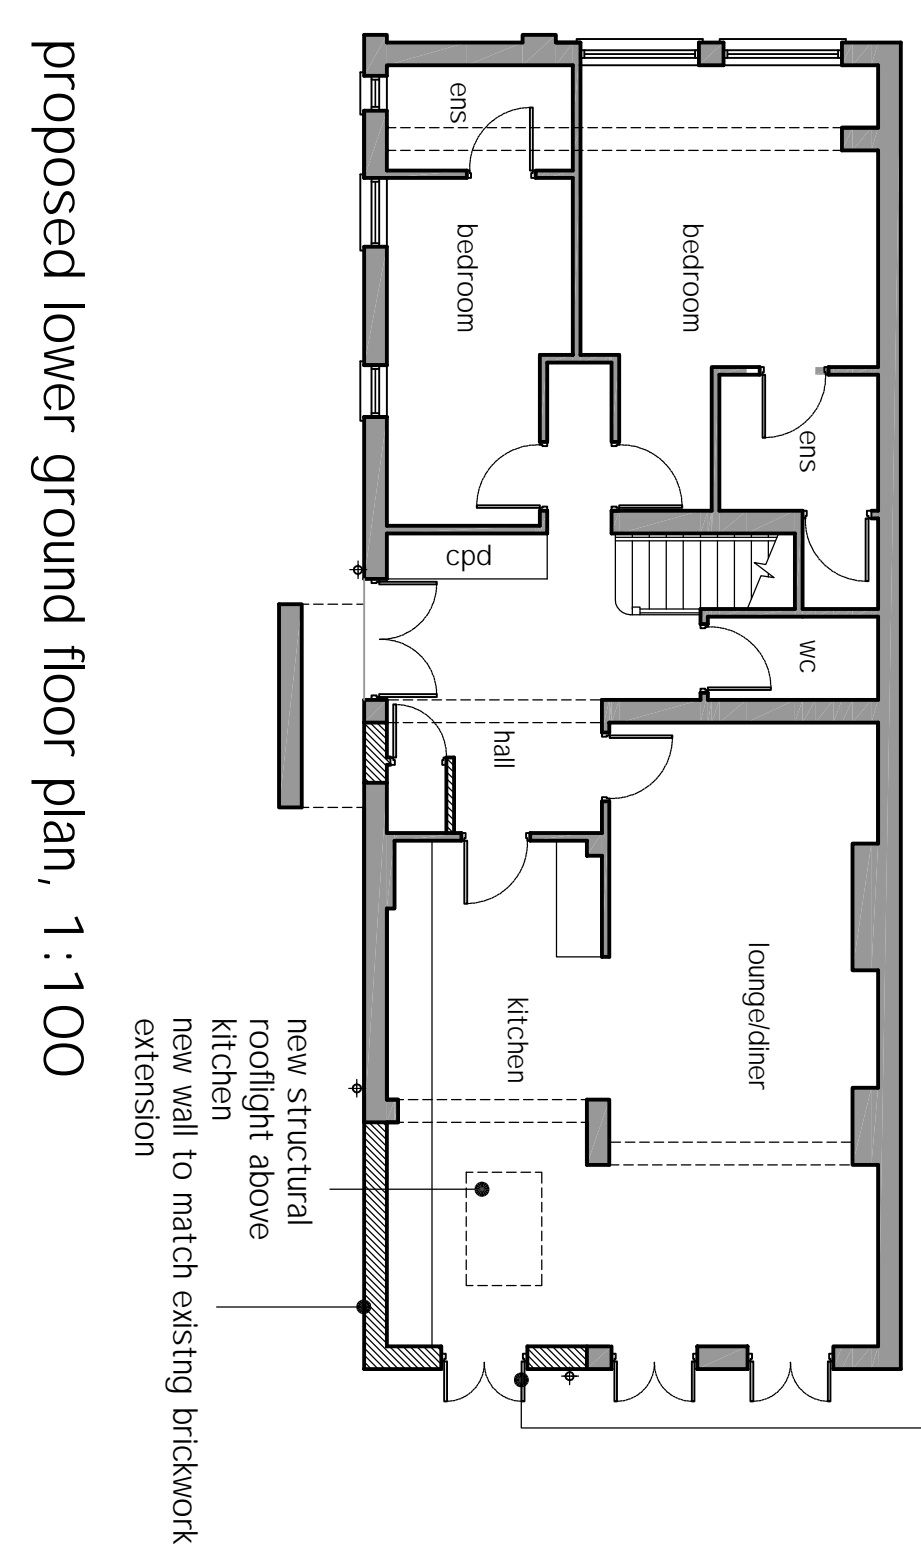 ens
bedroom
bedroom
ens
cpd
wc
hall
lounge/diner
kitchen
new structural
rooflight above
kitchen
new wall to match existng brickwork
extension
proposed lower ground floor plan, 1:100